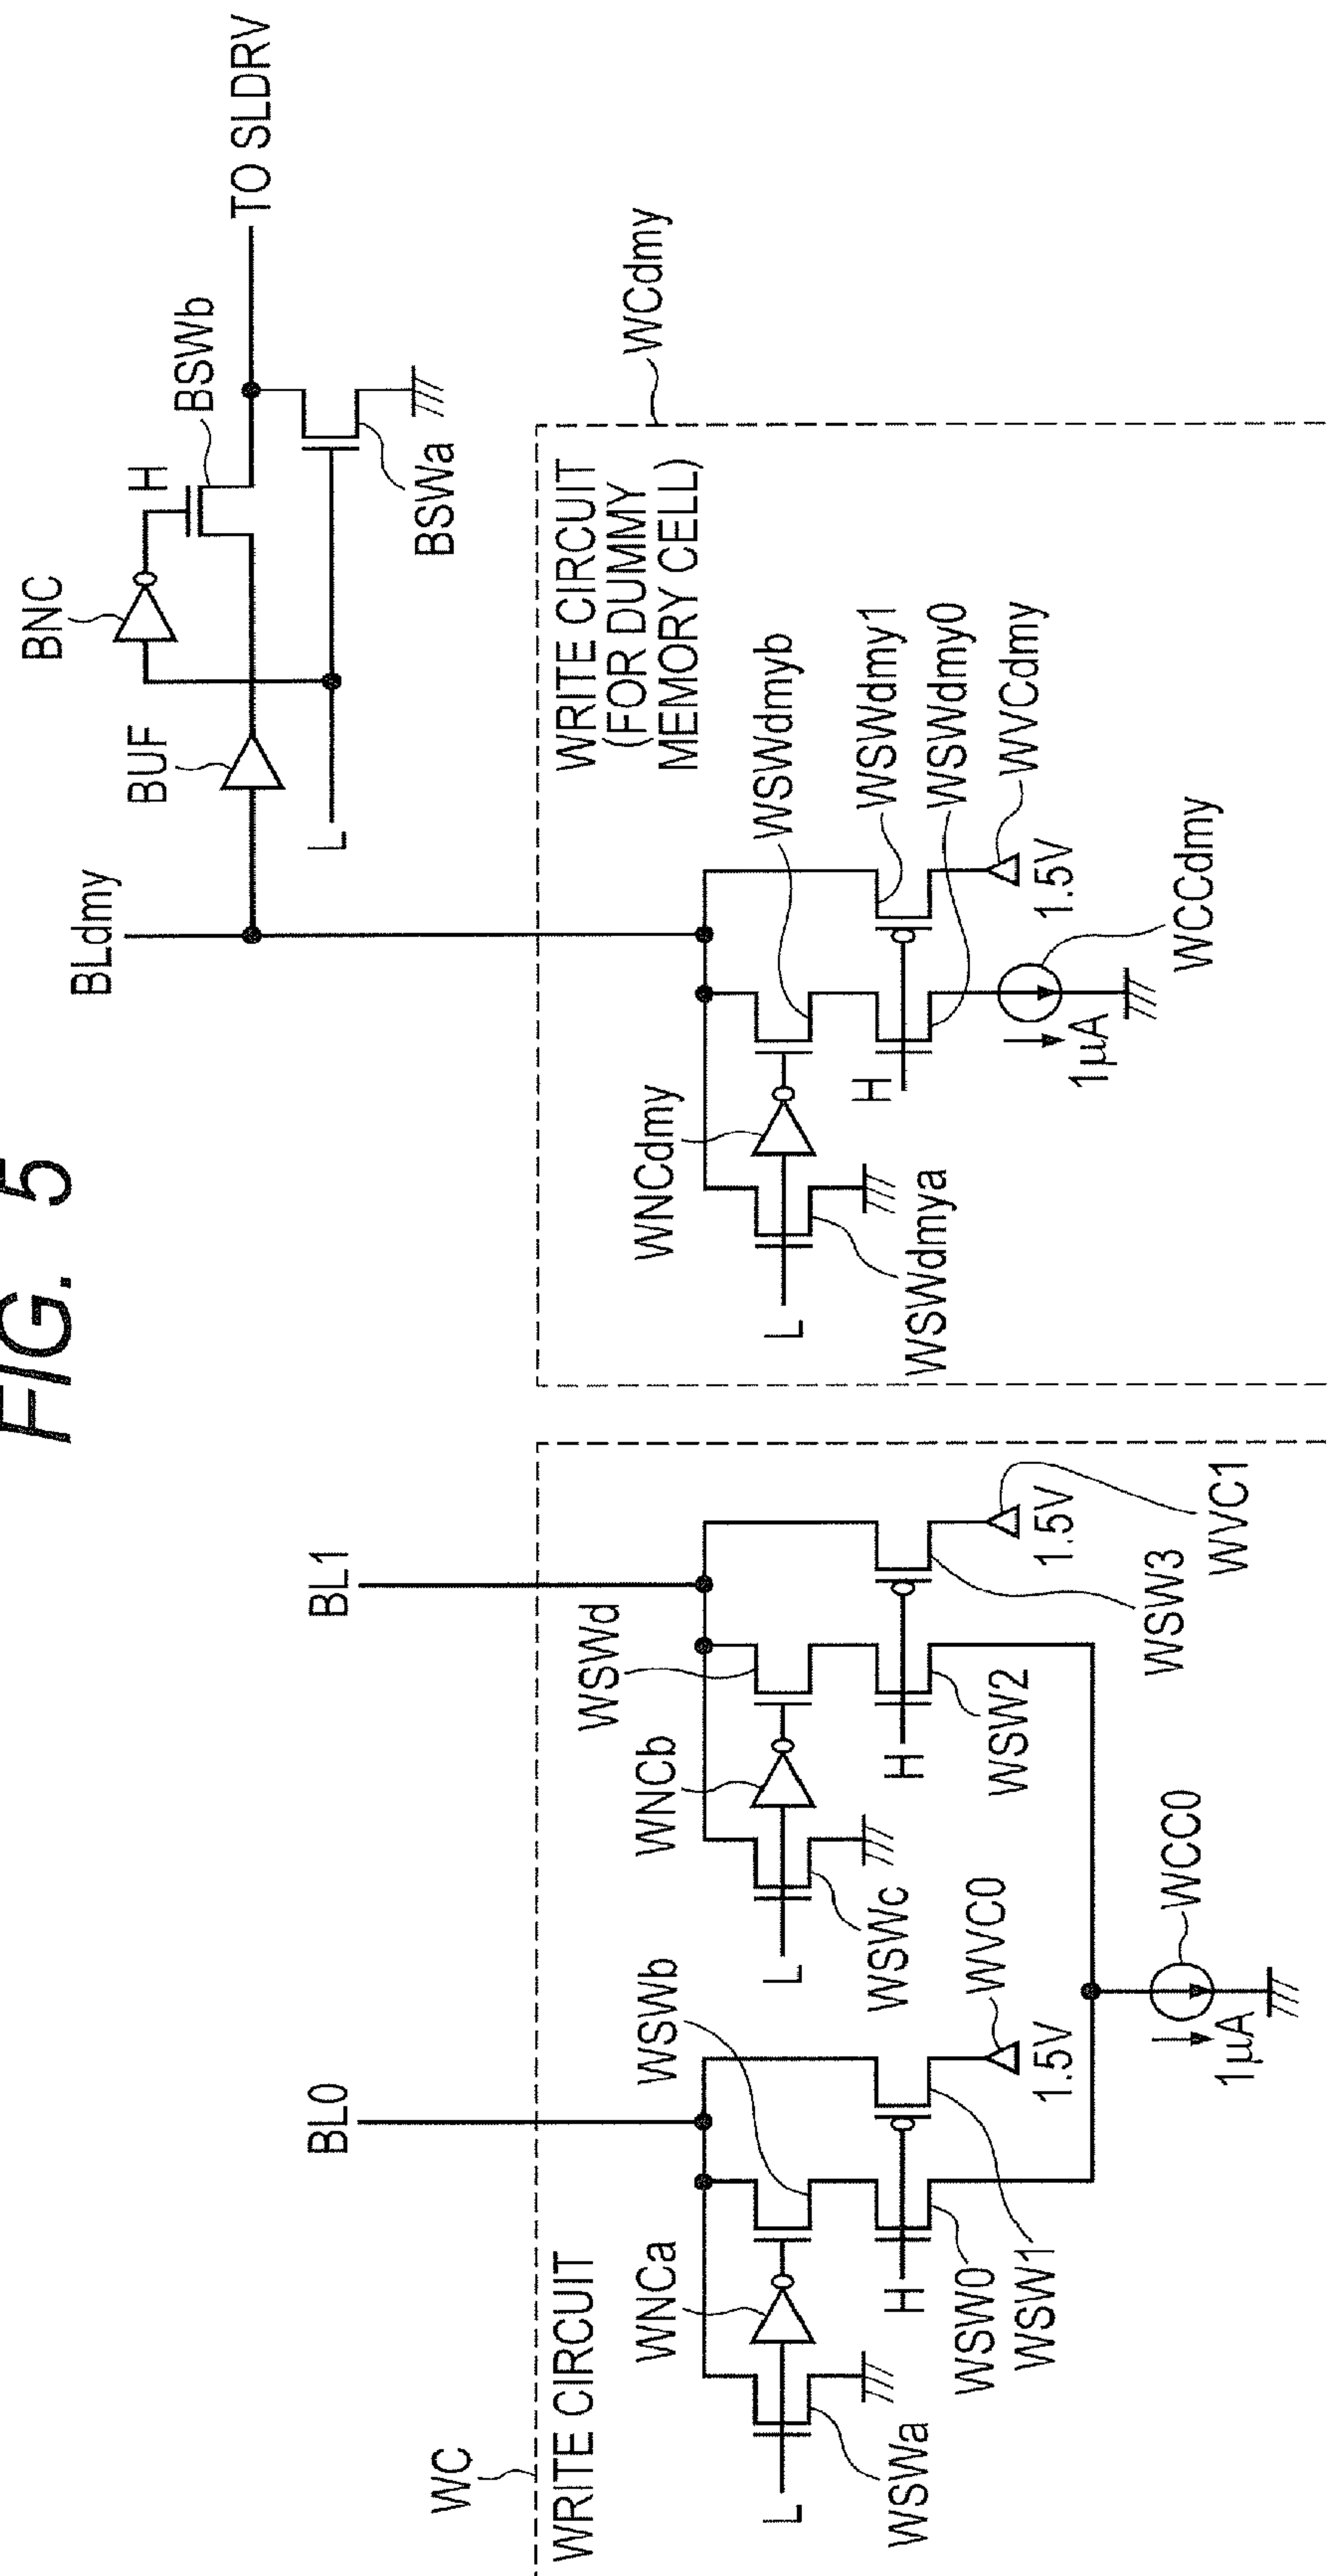 FIG. 5
BLdmy
BUF
BNC
H
BSWb
TO SLDRV
L
BSWa
WCdmy
WC
WRITE CIRCUIT
BL0
BL1
WNCa
WSWb
L
WSWa
H
WSW0
WSW1
WVC0
1.5V
WNCb
WSWd
L
WSWc
H
WSW2
WSW3
WVC1
1.5V
1μA
WCC0
WRITE CIRCUIT
(FOR DUMMY
MEMORY CELL)
WNCdmy
WSWdmyb
L
WSWdmya
H
WSWdmy1
WSWdmy0
WVCdmy
1.5V
1μA
WCCdmy